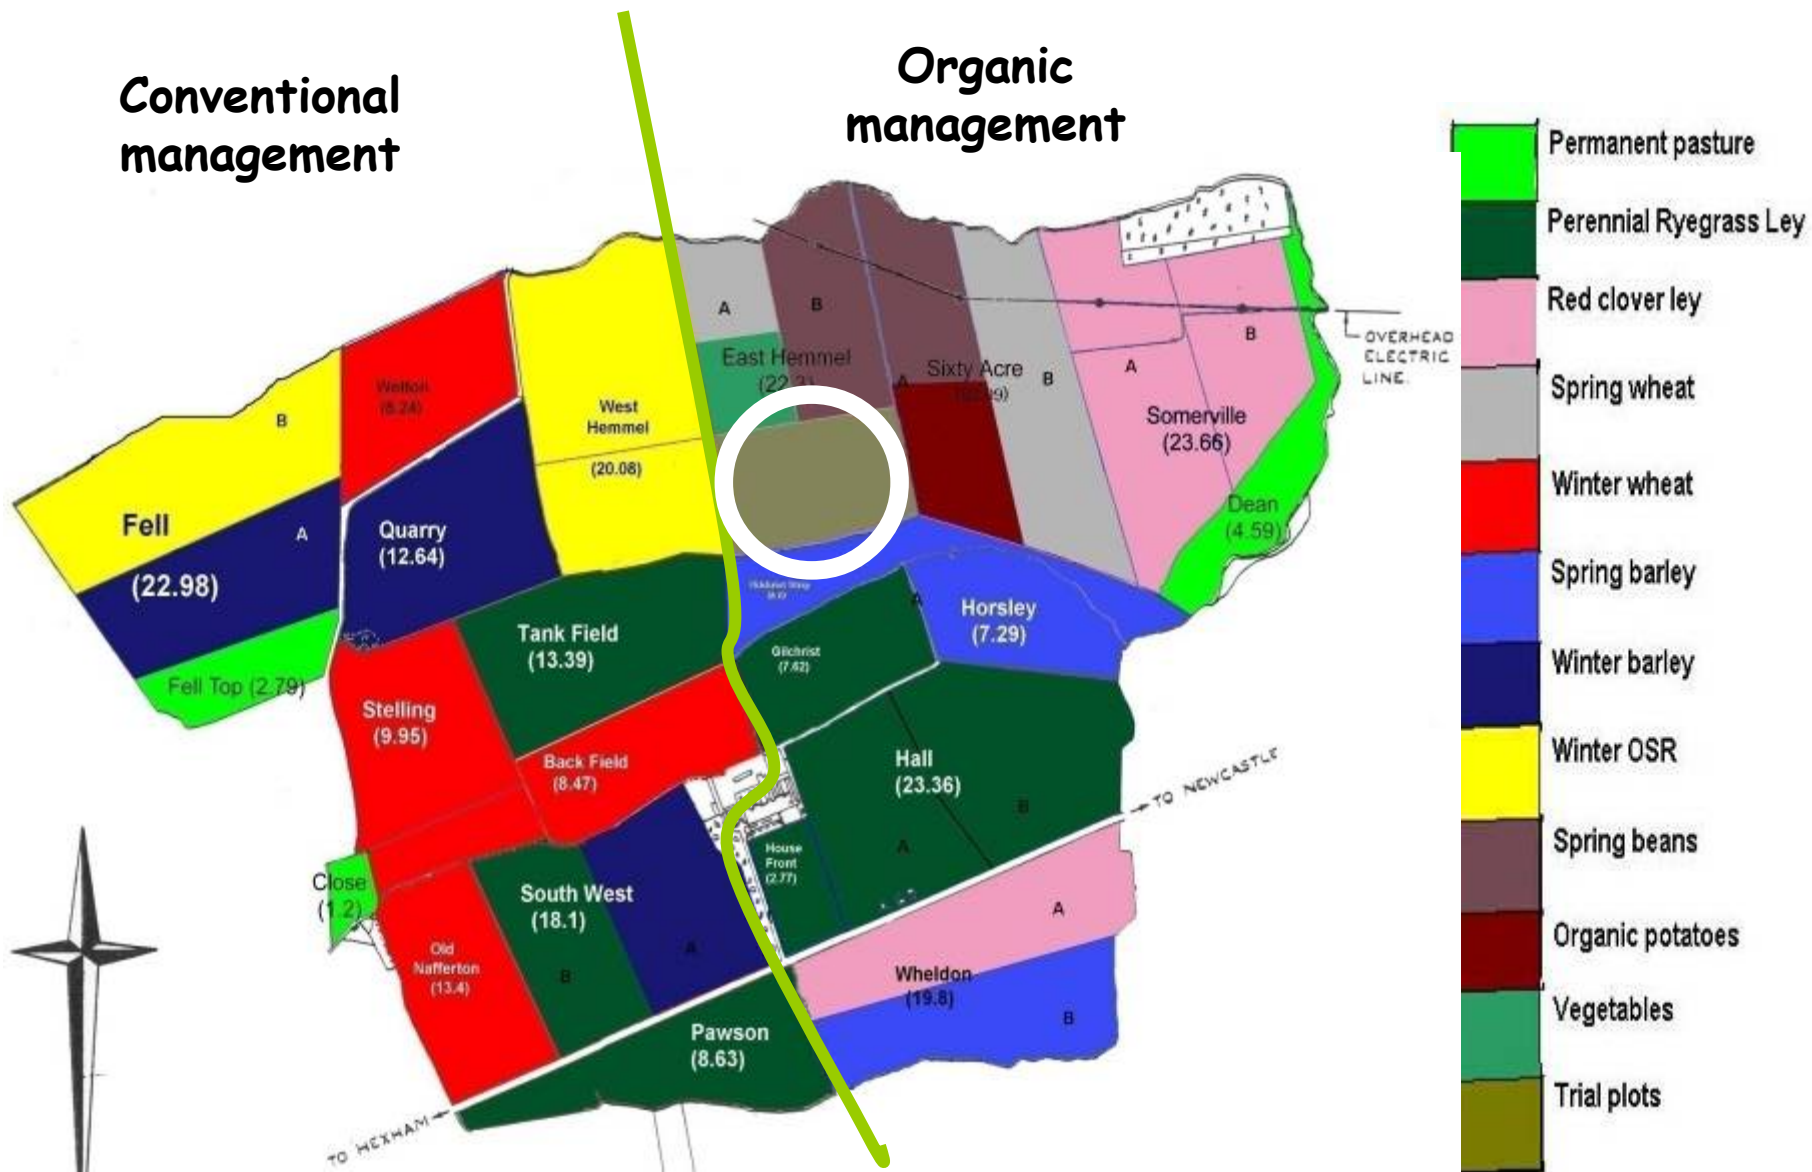 Conventional
management
Organic
management
Permanent pasture
Perennial Ryegrass Ley
Red clover ley
Spring wheat
Winter wheat
Spring barley
Winter barley
Winter OSR
Spring beans
Organic potatoes
Vegetables
Trial plots
OVERHEAD
ELECTRIC
LINE.
A
B
East Hemmel
A
Sixty Acre
B
A
B
Somerville
(23.66)
Dean
(4.59)
West
Hemmel
(20.08)
B
Fell
A
(22.98)
Fell Top (2.79)
Quarry
(12.64)
Tank Field
(13.39)
A
Horsley
(7.29)
Gilchrist
(7.62)
Stelling
(9.95)
Back Field
(8.47)
Hall
(23.36)
B
A
House
Front
(2.77)
TO NEWCASTLE
Close
(1.2)
South West
(18.1)
A
B
Old
Nafferton
(13.4)
A
Wheldon
(19.8)
B
Pawson
(8.63)
TO HEXHAM